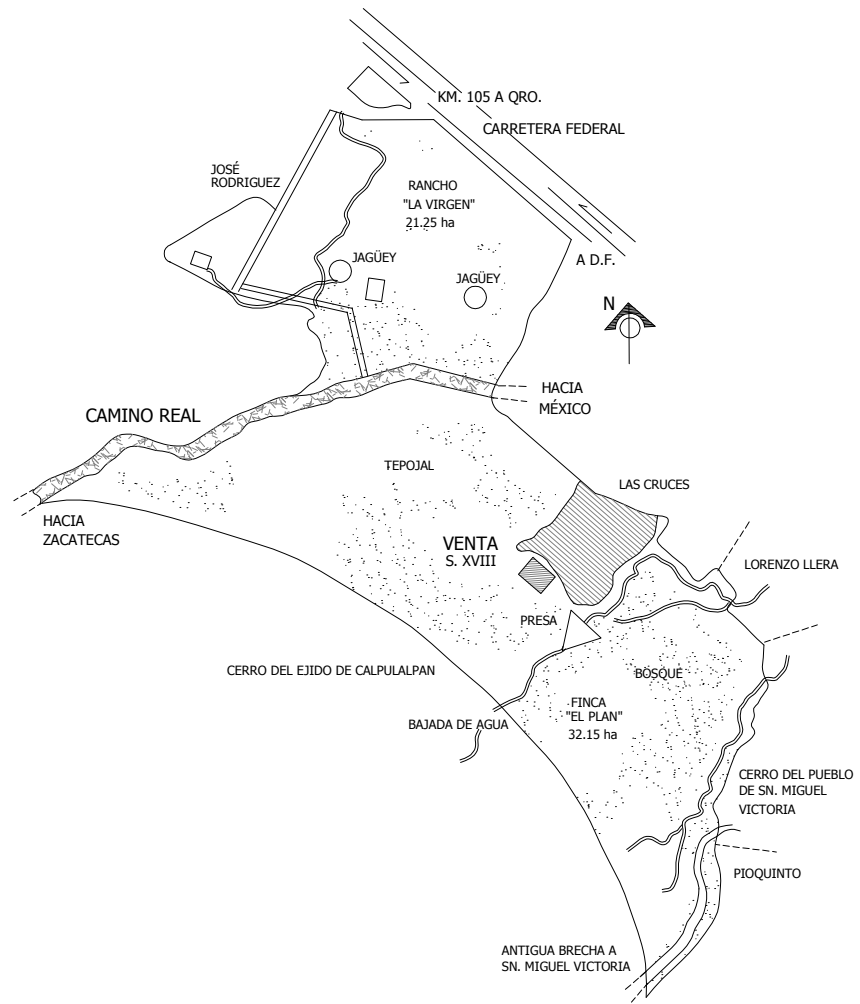 KM. 105 A QRO.
CARRETERA FEDERAL
JOSÉ
RODRIGUEZ
RANCHO
"LA VIRGEN"
21.25 ha
JAGÜEY
JAGÜEY
A D.F.
N
HACIA
MÉXICO
CAMINO REAL
TEPOJAL
LAS CRUCES
HACIA
ZACATECAS
VENTA
S. XVIII
LORENZO LLERA
PRESA
CERRO DEL EJIDO DE CALPULALPAN
BOSQUE
FINCA
"EL PLAN"
32.15 ha
BAJADA DE AGUA
CERRO DEL PUEBLO
DE SN. MIGUEL
VICTORIA
PIOQUINTO
ANTIGUA BRECHA A
SN. MIGUEL VICTORIA